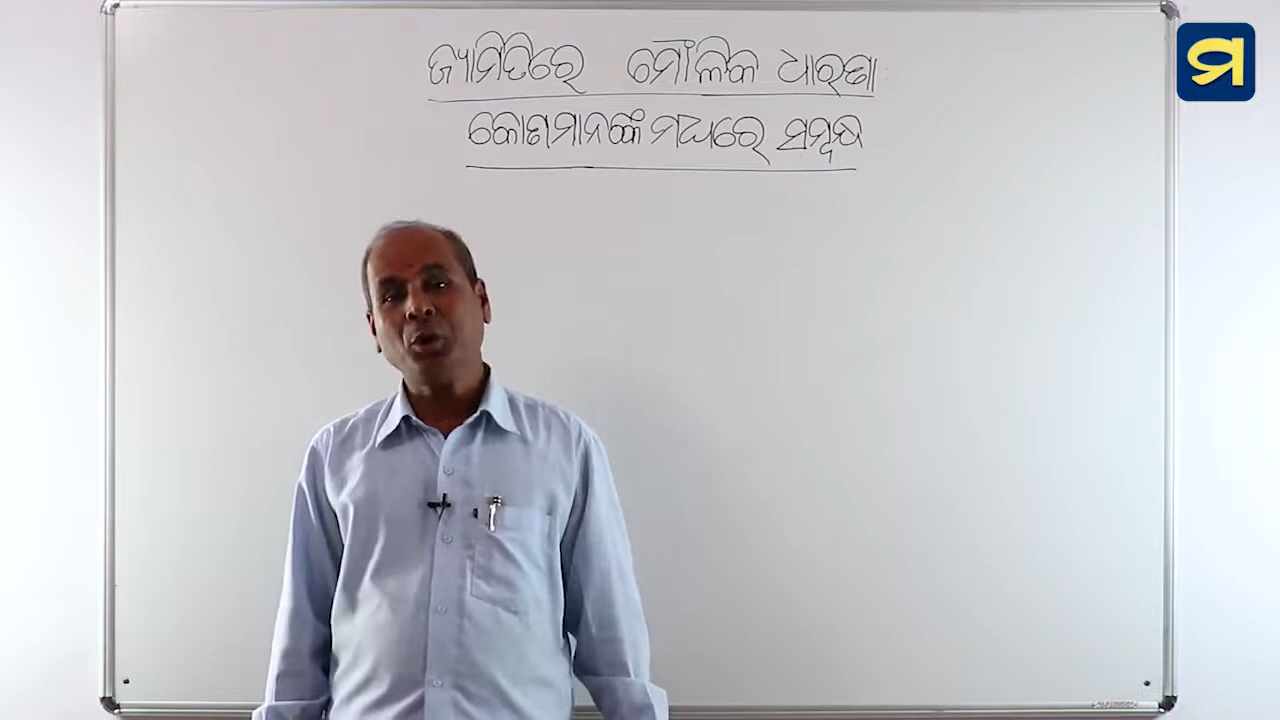 ଜ୍ୟାମିତିରେ ମୌଳିକ ଧାରଣା
କୋଣମାନଙ୍କ ମଧ୍ୟରେ ସମ୍ବନ୍ଧ